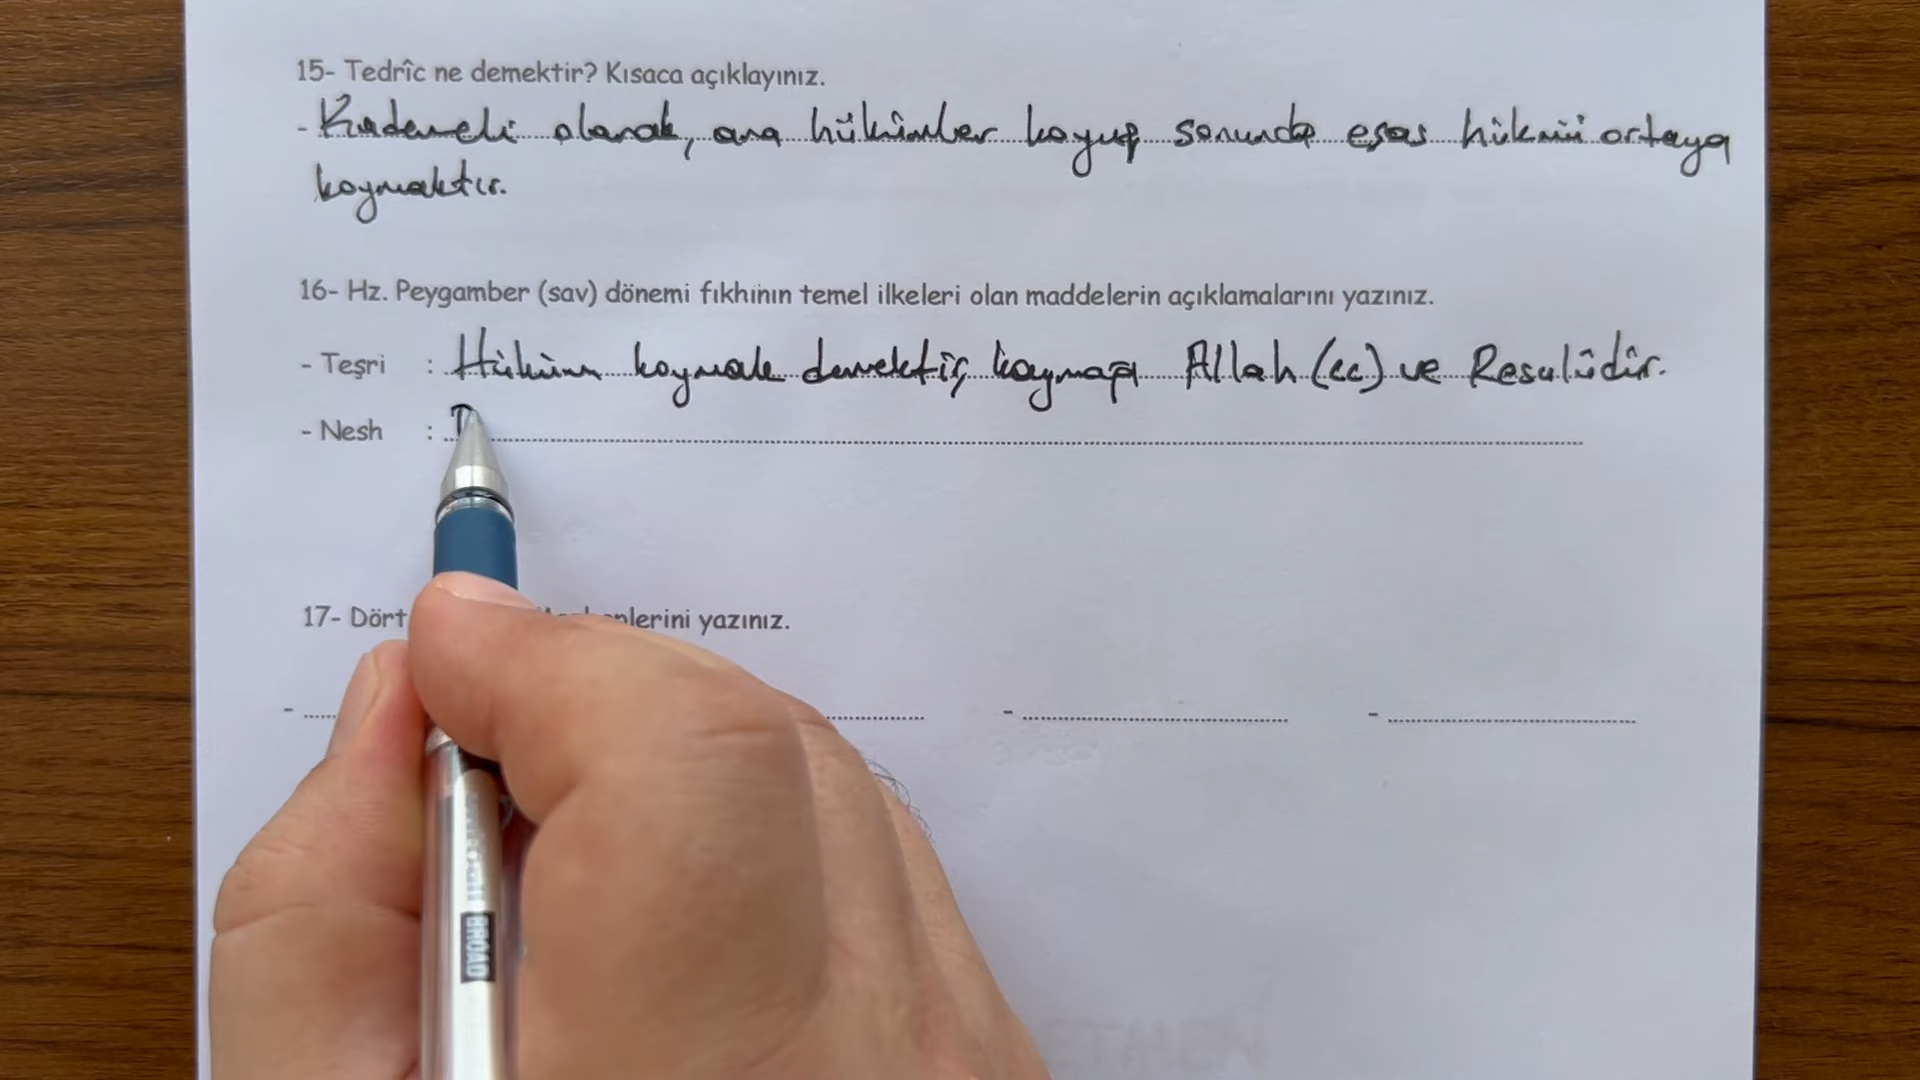 15- Tedrîc ne demektir? Kısaca açıklayınız.
- Kademeli olarak, ara hükümler koyup sonunda esas hükmü ortaya
koymaktır.
16- Hz. Peygamber (sav) dönemi fıkhının temel ilkeleri olan maddelerin açıklamalarını yazınız.
- Teşri : Hüküm koymak demektir, Allah (cc) ve Resulüdür.
- Nesh :
17- Dört yazınız.
BROAD